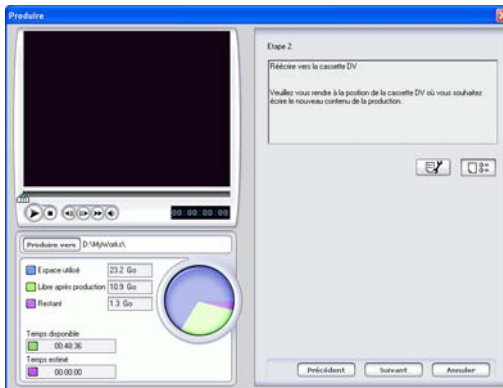 Produire
00:00:00:00
Produire vers D:\MyWorks\
Espace utilisé 23.2 Go
Libre après production 10.9 Go
Restant 1.3 Go
Temps disponible
00:48:36
Temps estimé
00:00:00
Etape 2
Réécrire vers la cassette DV
Veuillez vous rendre à la position de la cassette DV où vous souhaitez
écrire le nouveau contenu de la production.
Précédent Suivant Annuler